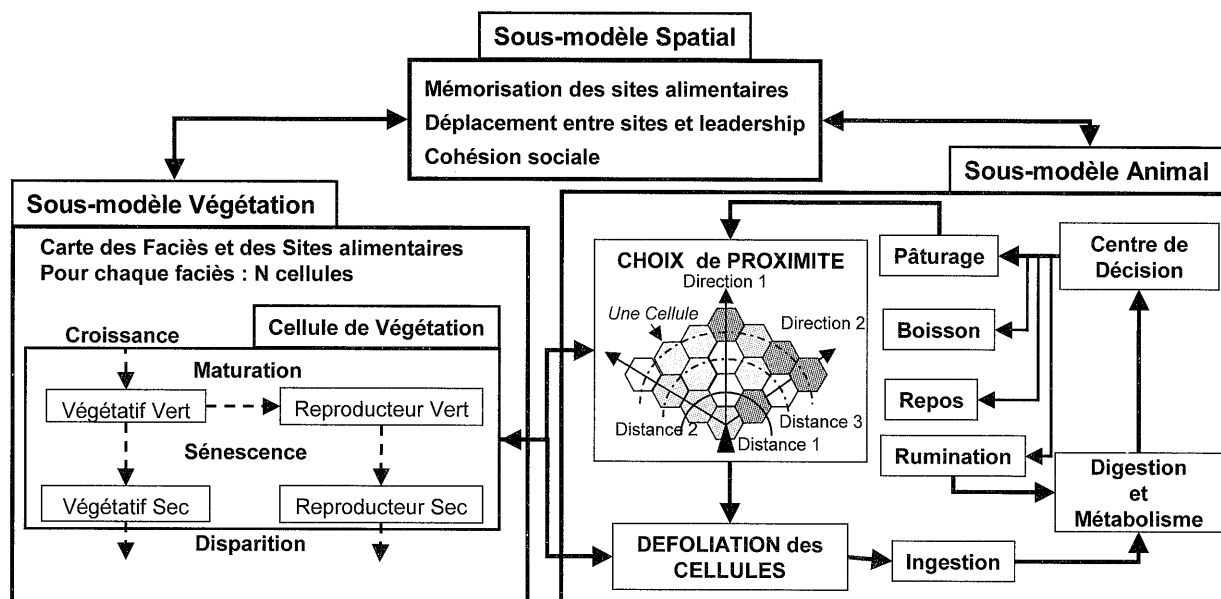 Sous-modèle Spatial
Mémorisation des sites alimentaires
Déplacement entre sites et leadership
Cohésion sociale
Sous-modèle Végétation
Carte des Faciès et des Sites alimentaires
Pour chaque faciès : N cellules
Cellule de Végétation
Croissance
Maturation
Végétatif Vert
Reproducteur Vert
Sénescence
Végétatif Sec
Reproducteur Sec
Disparition
Sous-modèle Animal
CHOIX de PROXIMITE
Direction 1
Une Cellule
Direction 2
Distance 2
Distance 3
Distance 1
DEFOLIATION des
CELLULES
Pâturage
Boisson
Repos
Rumination
Ingestion
Centre de
Décision
Digestion
et
Métabolisme